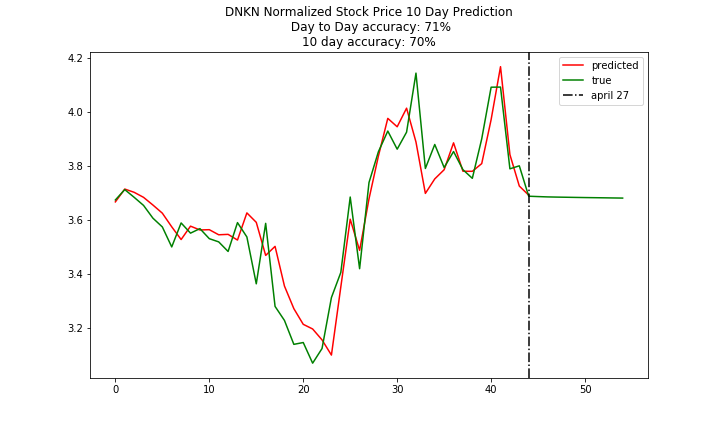 DNKN Normalized Stock Price 10 Day Prediction
Day to Day accuracy: 71%
10 day accuracy: 70%
predicted
true
april 27
4.2
4.0
3.8
3.6
3.4
3.2
0 10 20 30 40 50